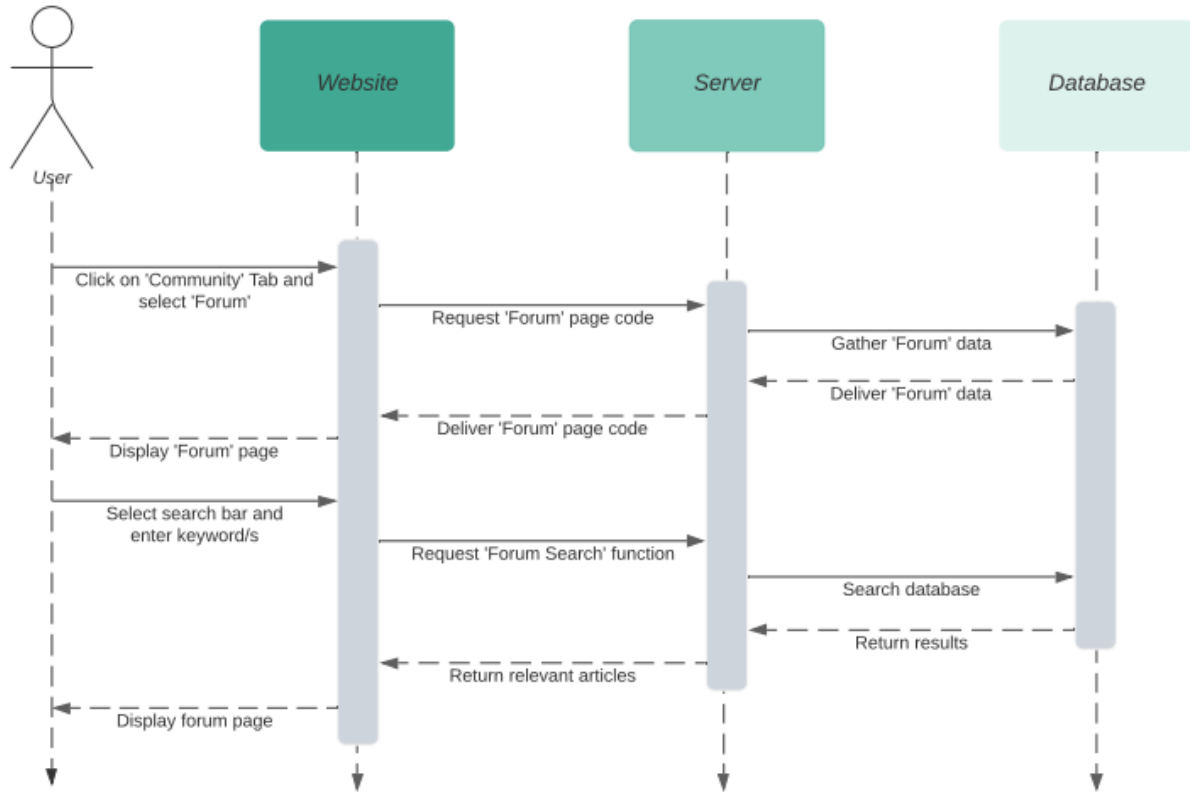 Website
Server
Database
User
Click on 'Community' Tab and
select 'Forum'
Request 'Forum' page code
Gather 'Forum' data
Deliver 'Forum' data
Deliver 'Forum' page code
Display 'Forum' page
Select search bar and
enter keyword/s
Request 'Forum Search' function
Search database
Return results
Return relevant articles
Display forum page